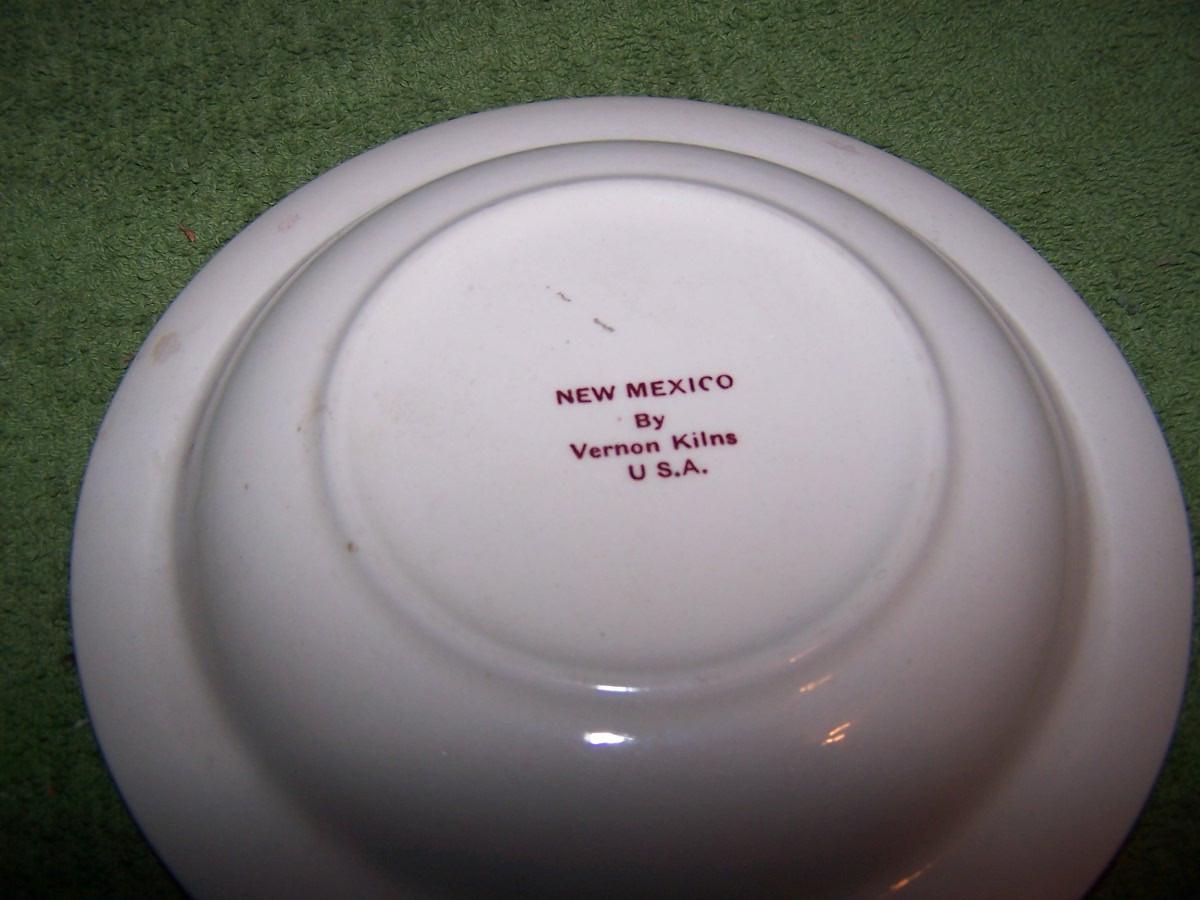 NEW MEXICO
By
Vernon Kilns
U S.A.